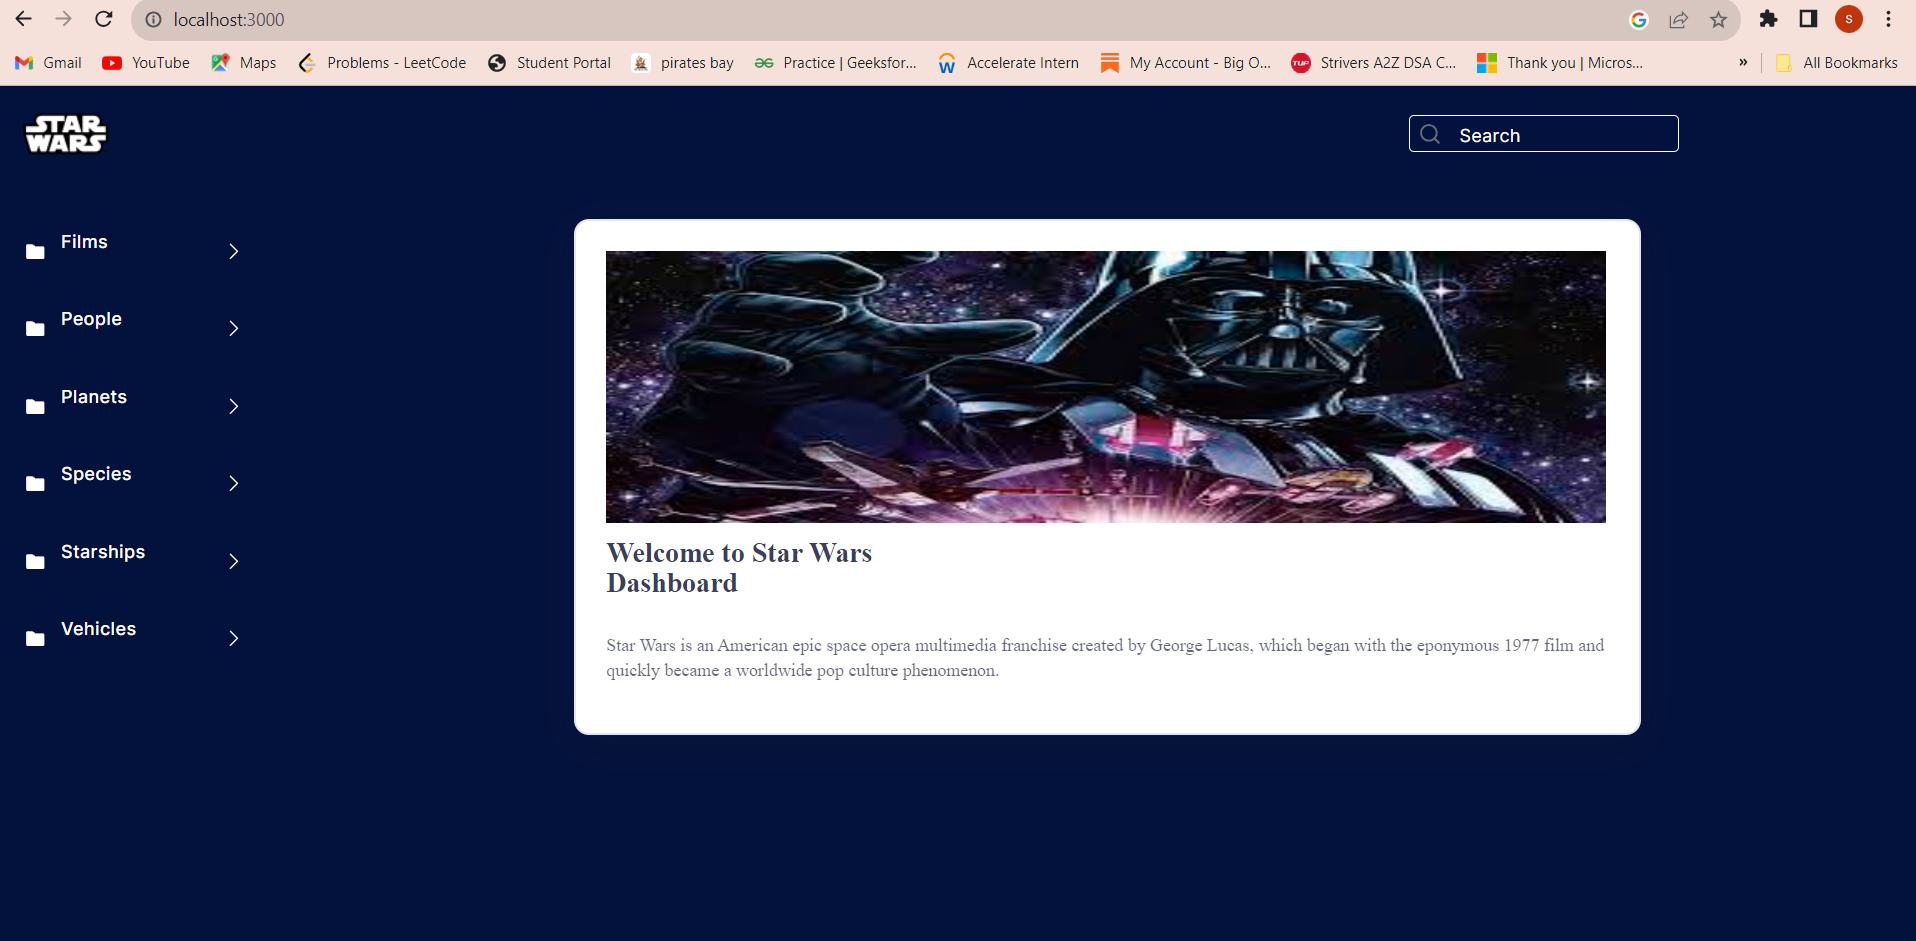 localhost:3000
S
Gmail YouTube Maps Problems - LeetCode Student Portal pirates bay Practice | Geeksfor... Accelerate Intern My Account - Big O... TUF Strivers A2Z DSA C... Thank you | Micros... » All Bookmarks
STAR
WARS
Search
Films
People
Planets
Species
Starships
Vehicles
Welcome to Star Wars
Dashboard
Star Wars is an American epic space opera multimedia franchise created by George Lucas, which began with the eponymous 1977 film and
quickly became a worldwide pop culture phenomenon.